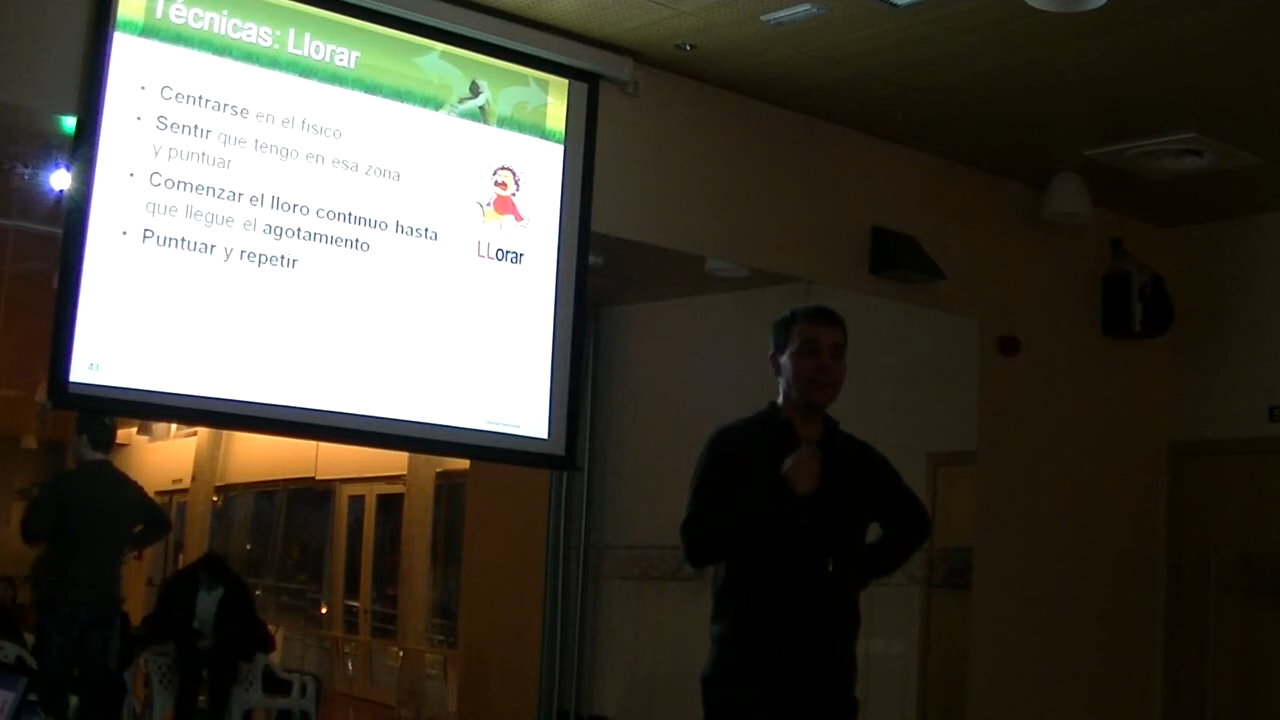 Técnicas: Llorar
• Centrarse en el fisico
• Sentir que tengo en esa zona
y puntuar
• Comenzar el lloro continuo hasta
que llegue el agotamiento
• Puntuar y repetir
LLorar
43